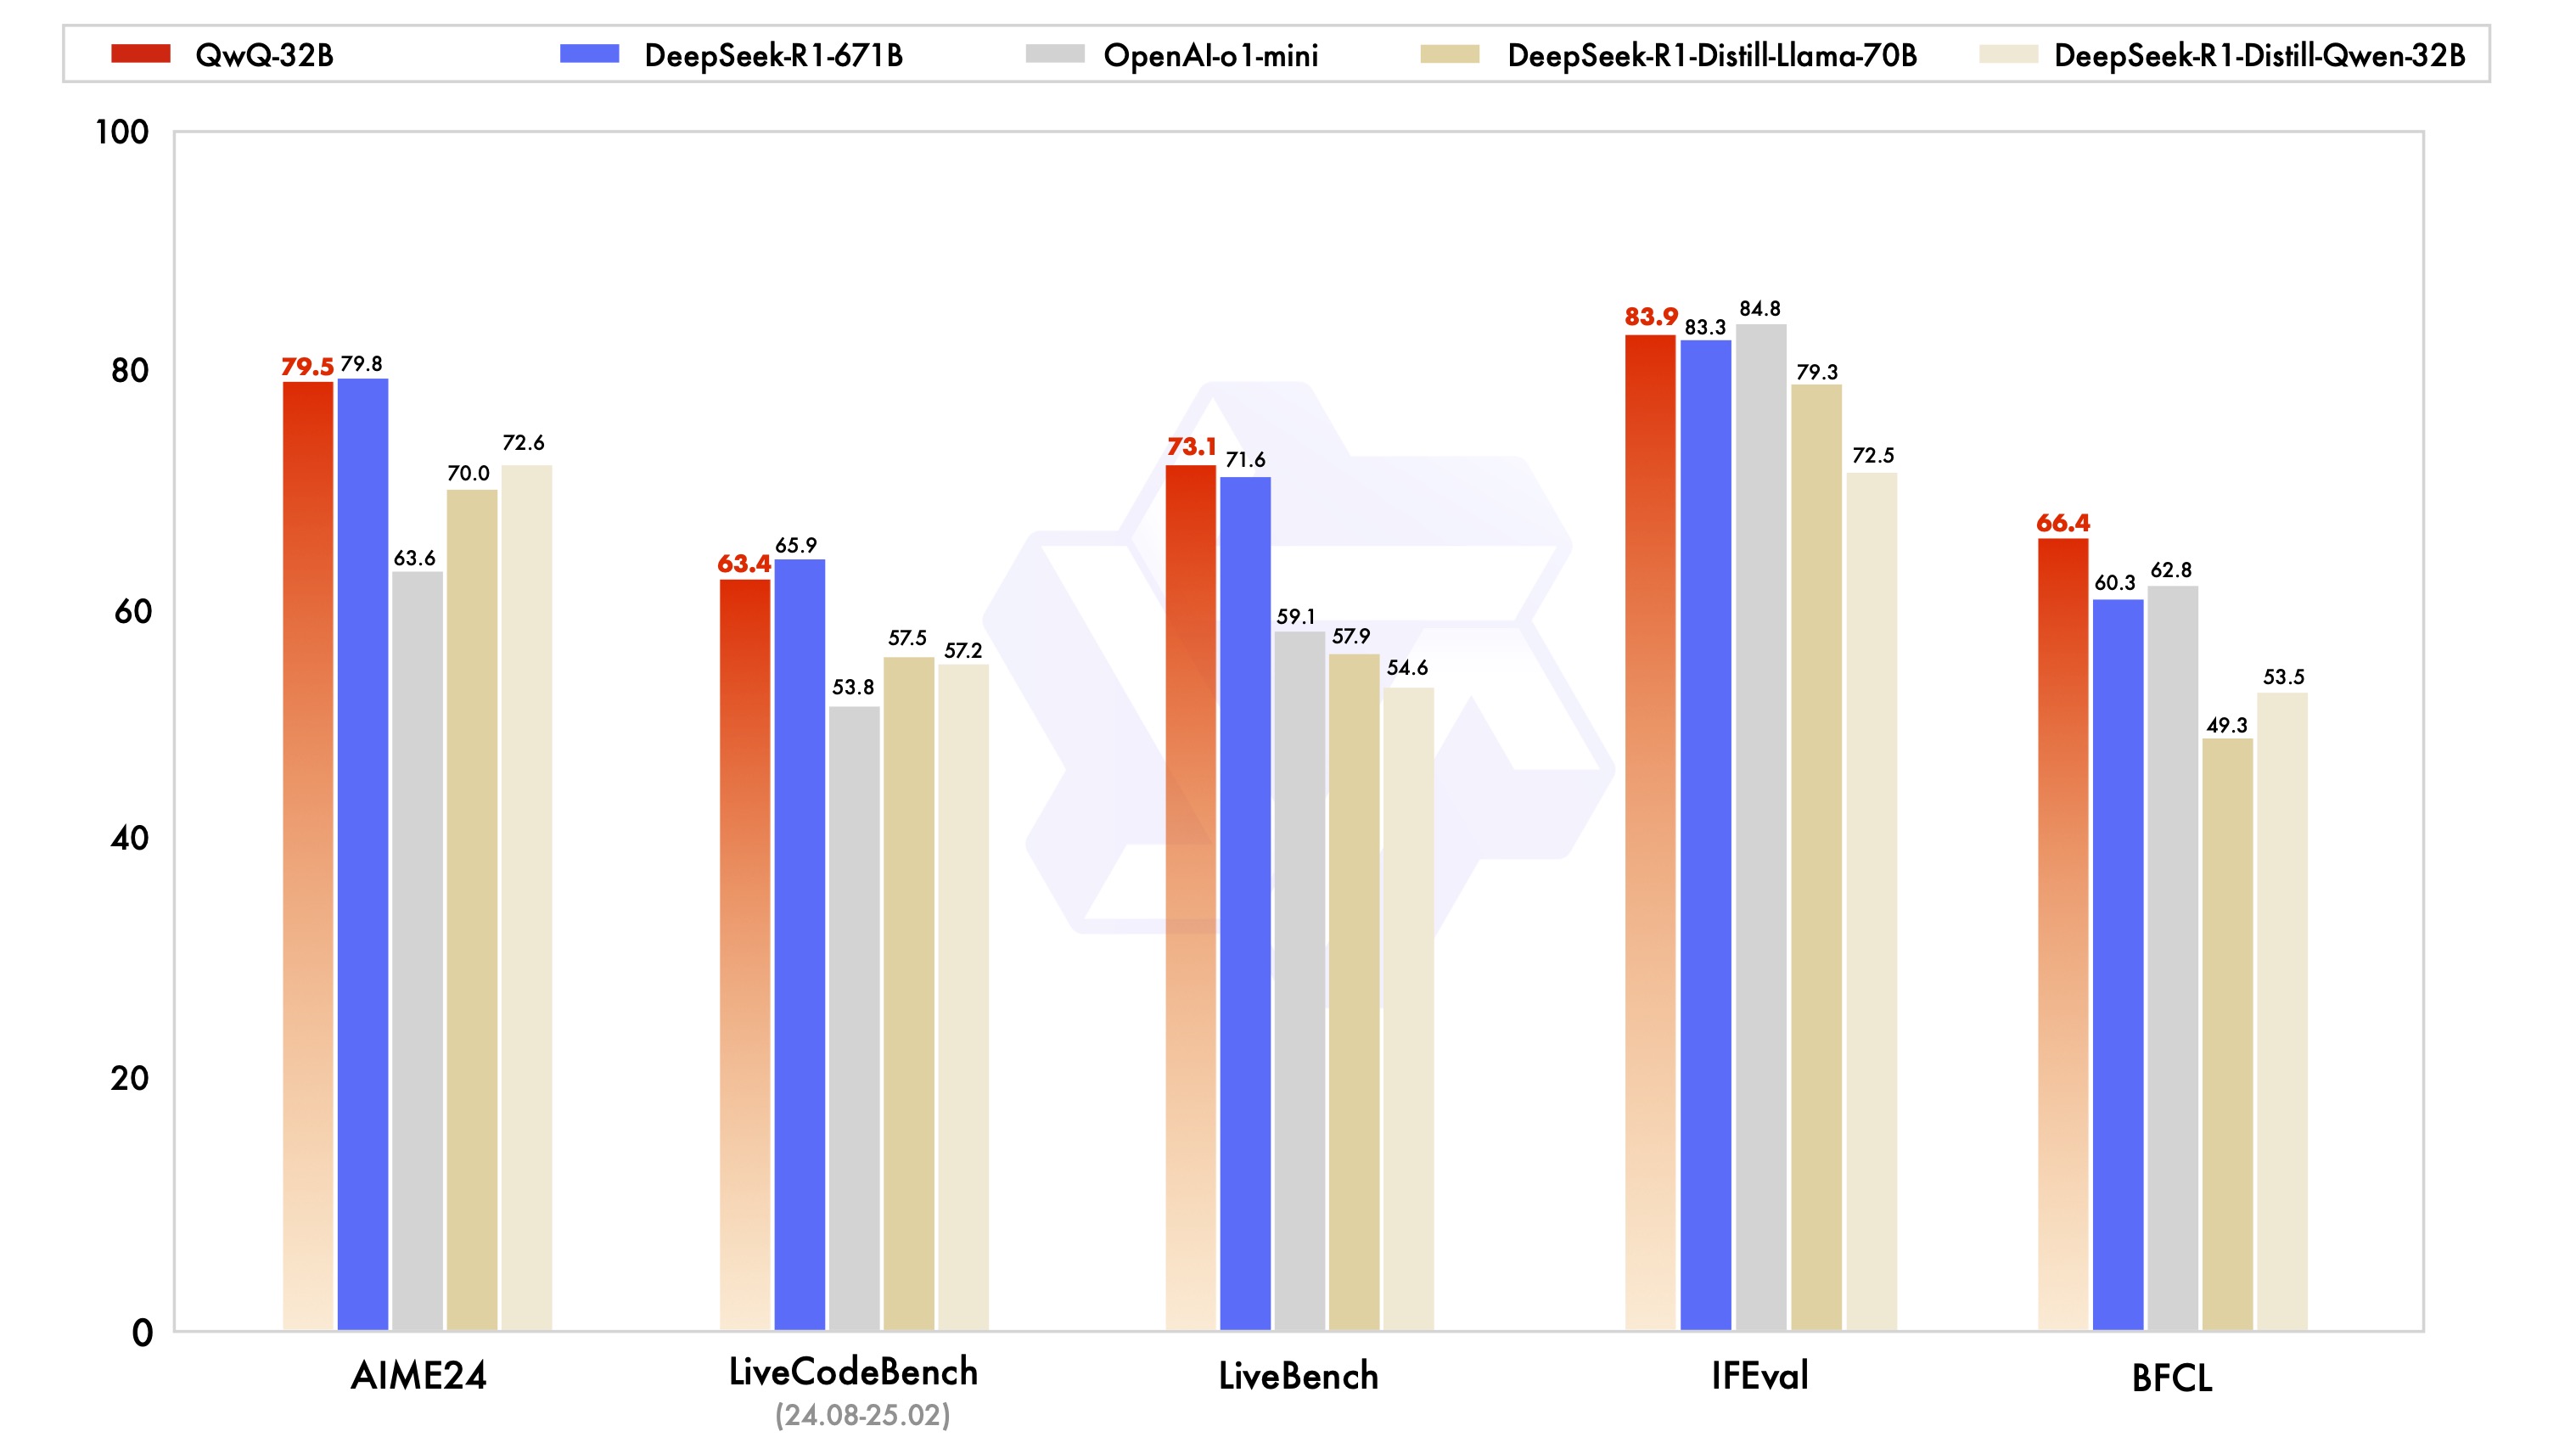 QwQ-32B DeepSeek-R1-671B OpenAI-o1-mini DeepSeek-R1-Distill-Llama-70B DeepSeek-R1-Distill-Qwen-32B
100
80
60
40
20
0
79.5 79.8 63.6 70.0 72.6
63.4 65.9 53.8 57.5 57.2
73.1 71.6 59.1 57.9 54.6
83.9 83.3 84.8 79.3 72.5
66.4 60.3 62.8 49.3 53.5
AIME24 LiveCodeBench LiveBench IFEval BFCL
(24.08-25.02)